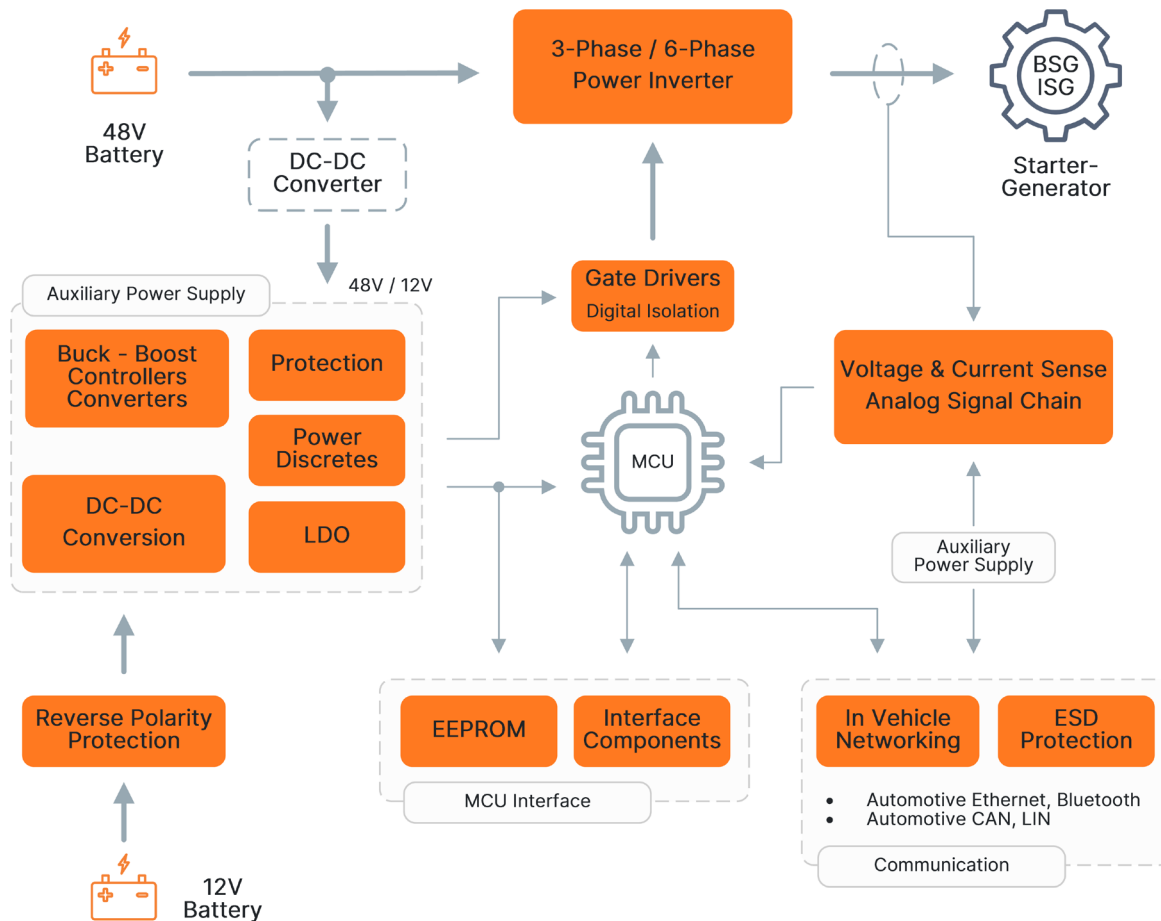 3-Phase / 6-Phase
Power Inverter
BSG
ISG
48V
Battery
DC-DC
Converter
Starter-
Generator
Auxiliary Power Supply
48V / 12V
Gate Drivers
Digital Isolation
Buck - Boost
Controllers
Converters
Protection
Voltage & Current Sense
Analog Signal Chain
Power
Discretes
MCU
DC-DC
Conversion
LDO
Auxiliary
Power Supply
Reverse Polarity
Protection
EEPROM
Interface
Components
In Vehicle
Networking
ESD
Protection
MCU Interface
• Automotive Ethernet, Bluetooth
• Automotive CAN, LIN
Communication
12V
Battery